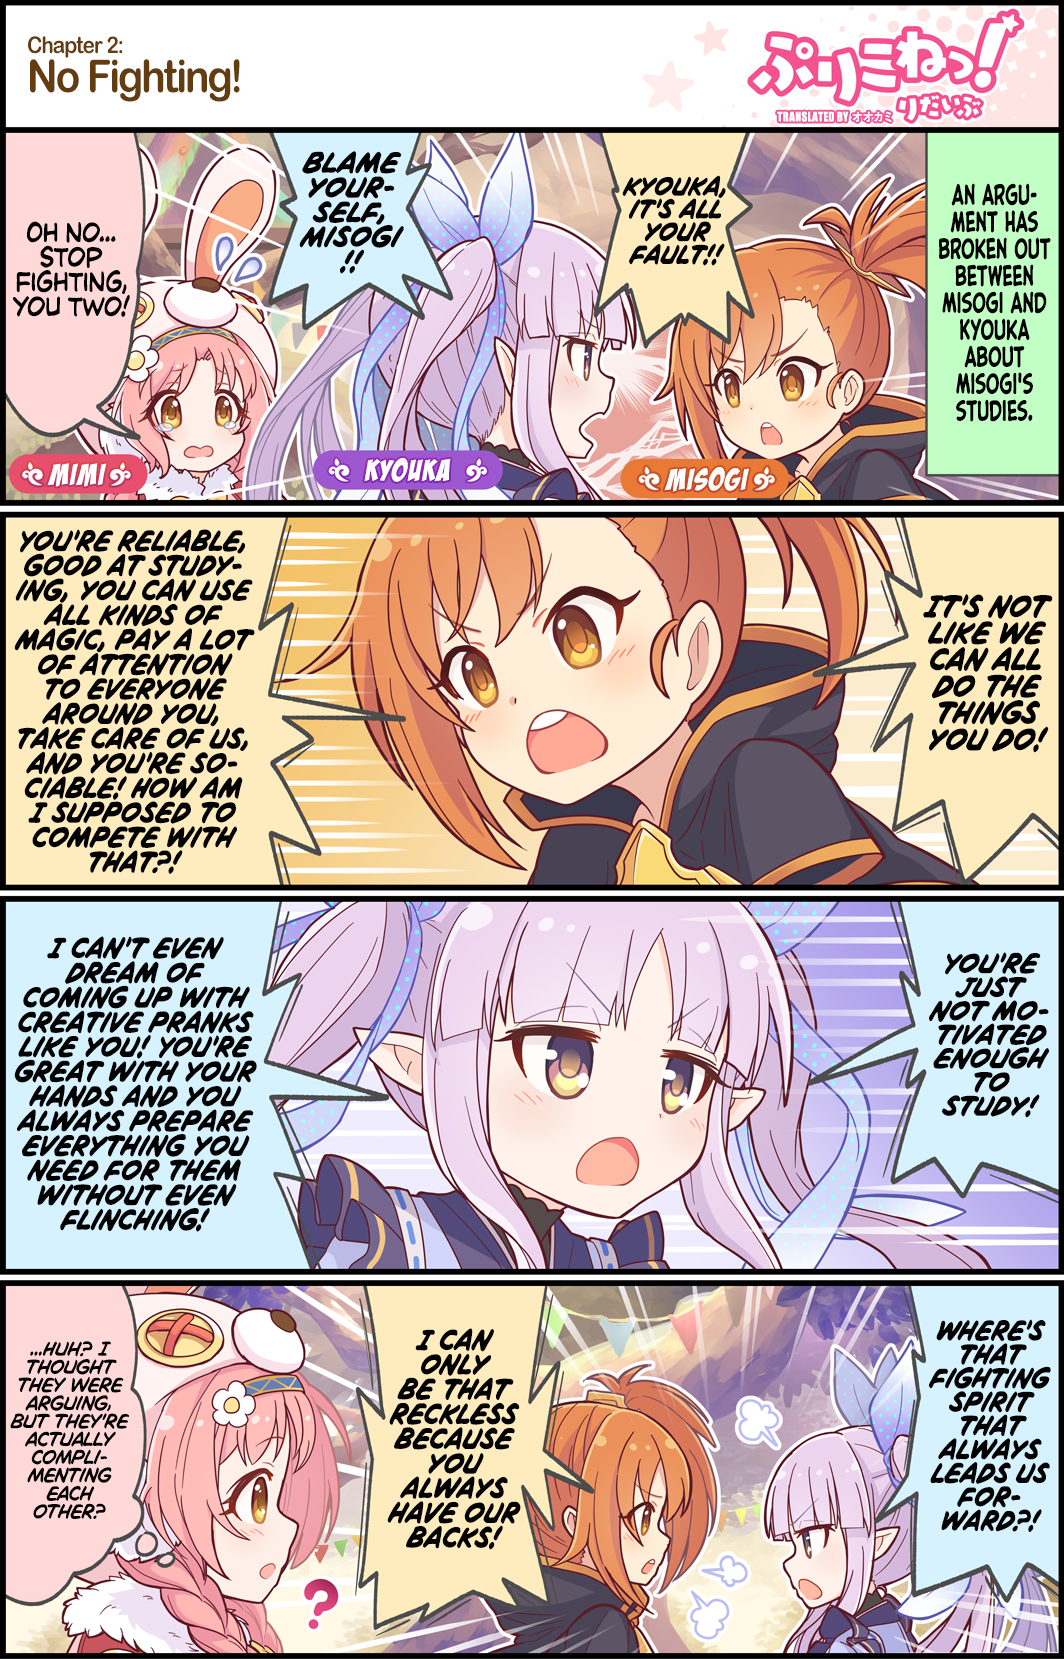 Chapter 2:
No Fighting!
ぷりこねっ!
りだいぶ
TRANSLATED BY オオカミ
AN ARGU-
MENT HAS
BROKEN OUT
BETWEEN
MISOGI AND
KYOUKA
ABOUT
MISOGI'S
STUDIES.
KYOUKA,
IT'S ALL
YOUR
FAULT!!
BLAME
YOUR-
SELF,
MISOGI
!!
OH NO...
STOP
FIGHTING,
YOU TWO!
MISOGI
KYOUKA
MIMI
IT'S NOT
LIKE WE
CAN ALL
DO THE
THINGS
YOU DO!
YOU'RE RELIABLE,
GOOD AT STUDY-
ING, YOU CAN USE
ALL KINDS OF
MAGIC, PAY A LOT
OF ATTENTION
TO EVERYONE
AROUND YOU,
TAKE CARE OF US,
AND YOU'RE SO-
CIABLE! HOW AM
I SUPPOSED TO
COMPETE WITH
THAT?!
YOU'RE
JUST
NOT MO-
TIVATED
ENOUGH
TO
STUDY!
I CAN'T EVEN
DREAM OF
COMING UP WITH
CREATIVE PRANKS
LIKE YOU! YOU'RE
GREAT WITH YOUR
HANDS AND YOU
ALWAYS PREPARE
EVERYTHING YOU
NEED FOR THEM
WITHOUT EVEN
FLINCHING!
WHERE'S
THAT
FIGHTING
SPIRIT
THAT
ALWAYS
LEADS US
FOR-
WARD?!
I CAN
ONLY
BE THAT
RECKLESS
BECAUSE
YOU
ALWAYS
HAVE OUR
BACKS!
...HUH? I
THOUGHT
THEY WERE
ARGUING,
BUT THEY'RE
ACTUALLY
COMPLI-
MENTING
EACH
OTHER?
?